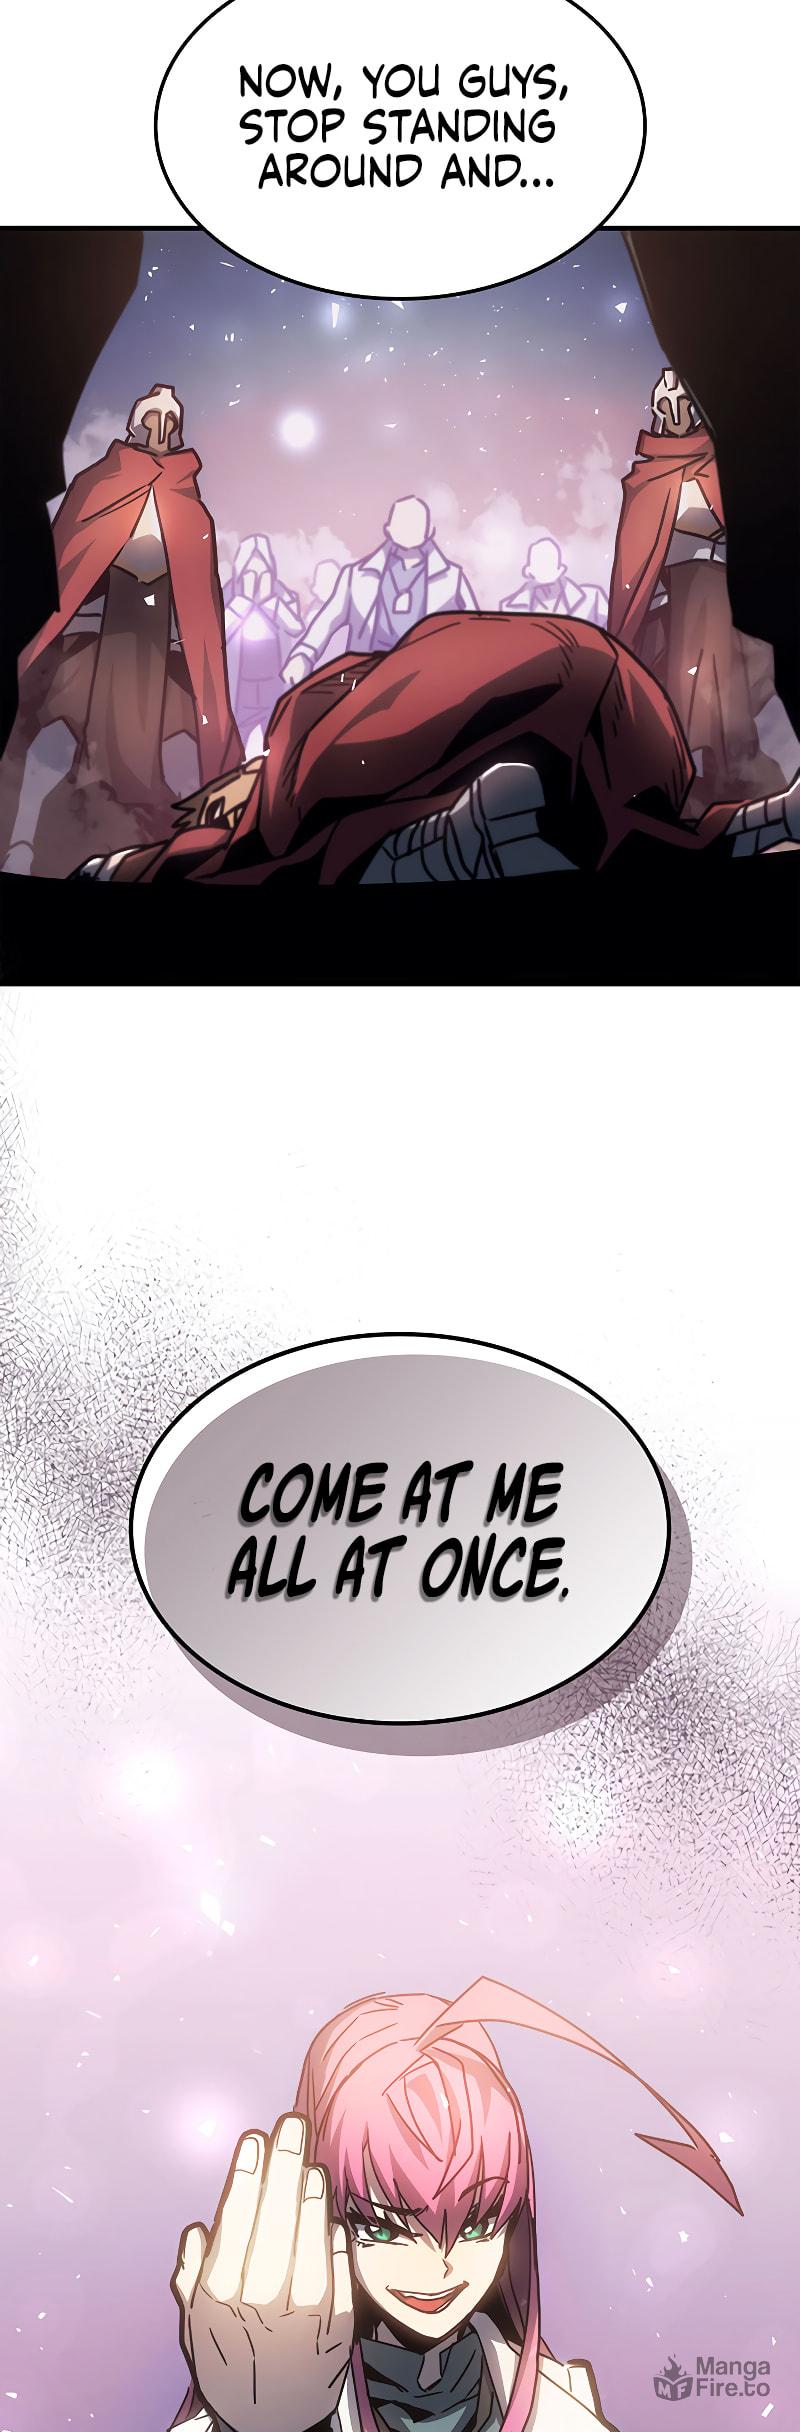 NOW, YOU GUYS,
STOP STANDING
AROUND AND...
COME AT ME
ALL AT ONCE.
Manga
Fire.to